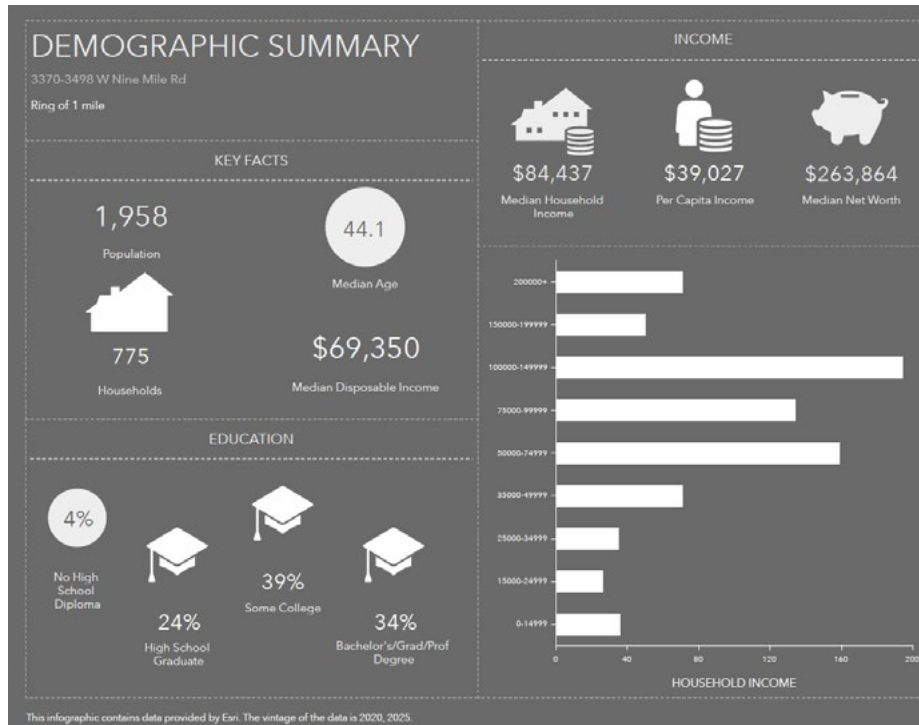 DEMOGRAPHIC SUMMARY
3370-3498 W Nine Mile Rd
Ring of 1 mile
KEY FACTS
1,958
Population
44.1
Median Age
775
Households
$69,350
Median Disposable Income
EDUCATION
4%
No High
School
Diploma
24%
High School
Graduate
39%
Some College
34%
Bachelor's/Grad/Prof
Degree
INCOME
$84,437
Median Household
Income
$39,027
Per Capita Income
$263,864
Median Net Worth
200000+
150000-199999
100000-149999
75000-99999
50000-74999
35000-49999
25000-34999
15000-24999
0-14999
0 40 80 120 160 200
HOUSEHOLD INCOME
This infographic contains data provided by Esri. The vintage of the data is 2020, 2025.